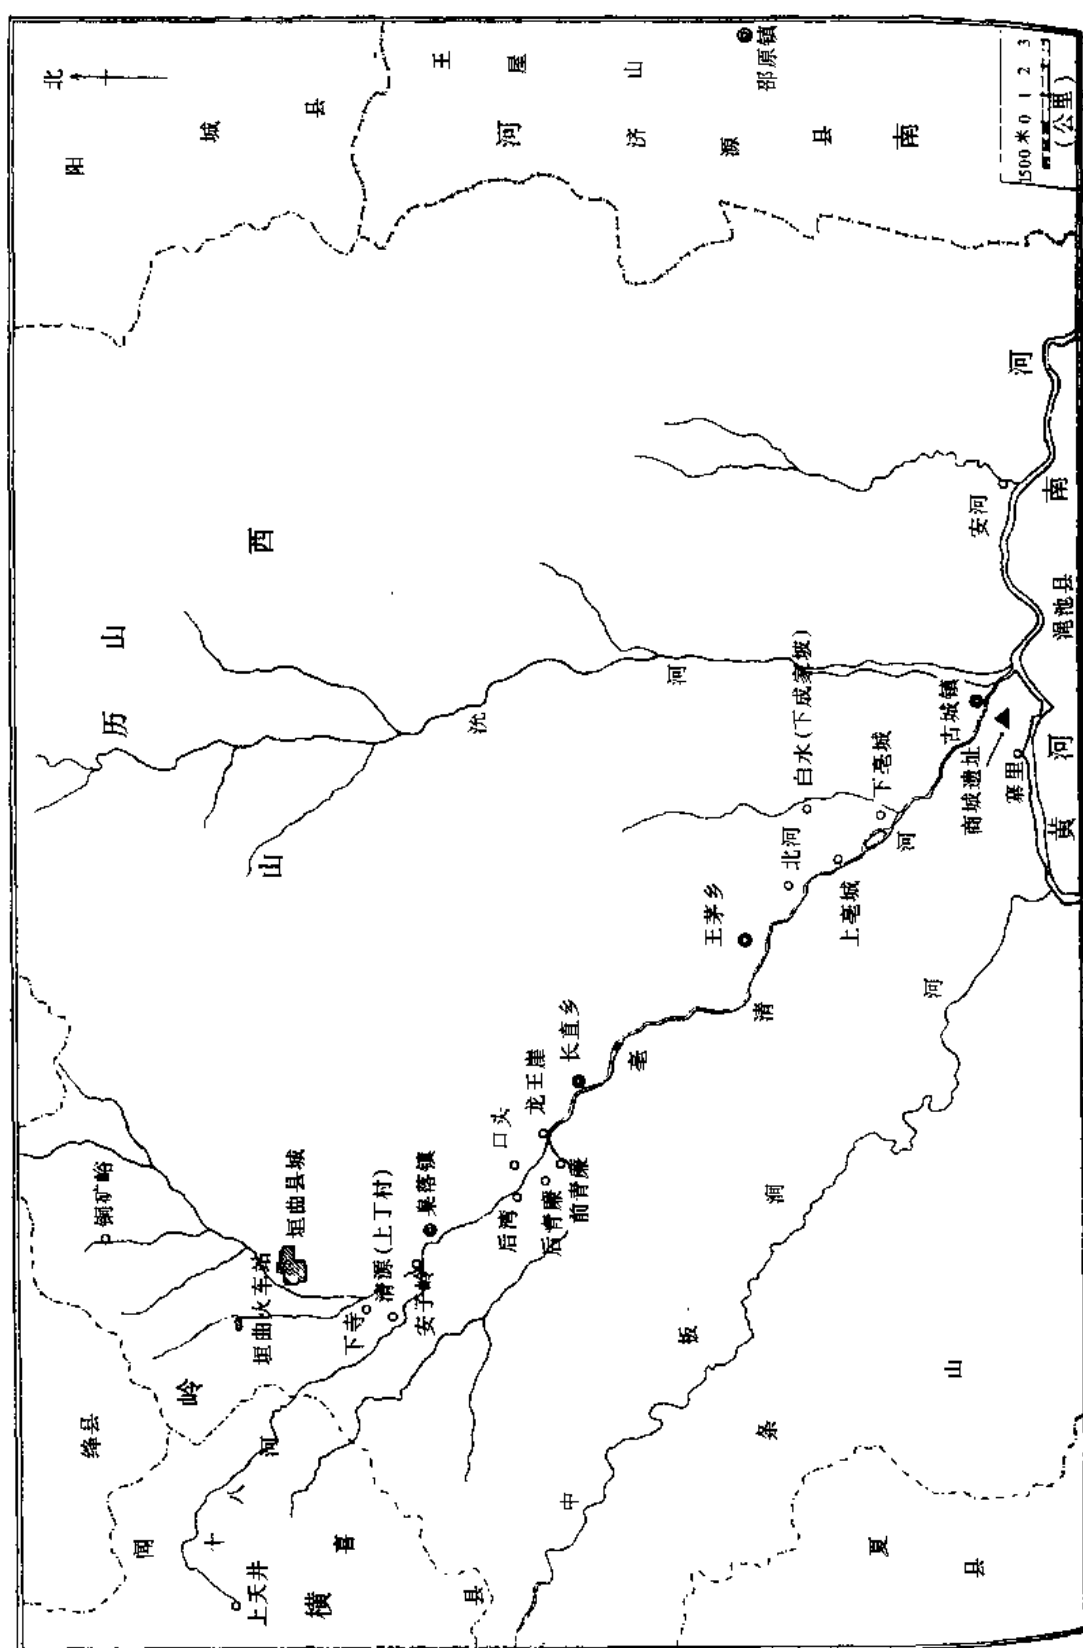 北
阳城县
王屋山
邵原镇
河南
济源县
1500米 0 1 2 3
(公里)
山西
历山
沇河
安河
河南
渑池县
黄河
古城镇
商城遗址
寨里
白水(下成家坡)
下亳城
北河
上亳城
王茅乡
亳清河
长直乡
龙王崖
口头
后湾
后青廉
前青廉
皋落镇
清源(上丁村)
安子岭
下寺
垣曲县城
垣曲火车站
铜矿峪
绛县
横岭
闻喜县
十八河
上天井
板涧河
中条山
夏县